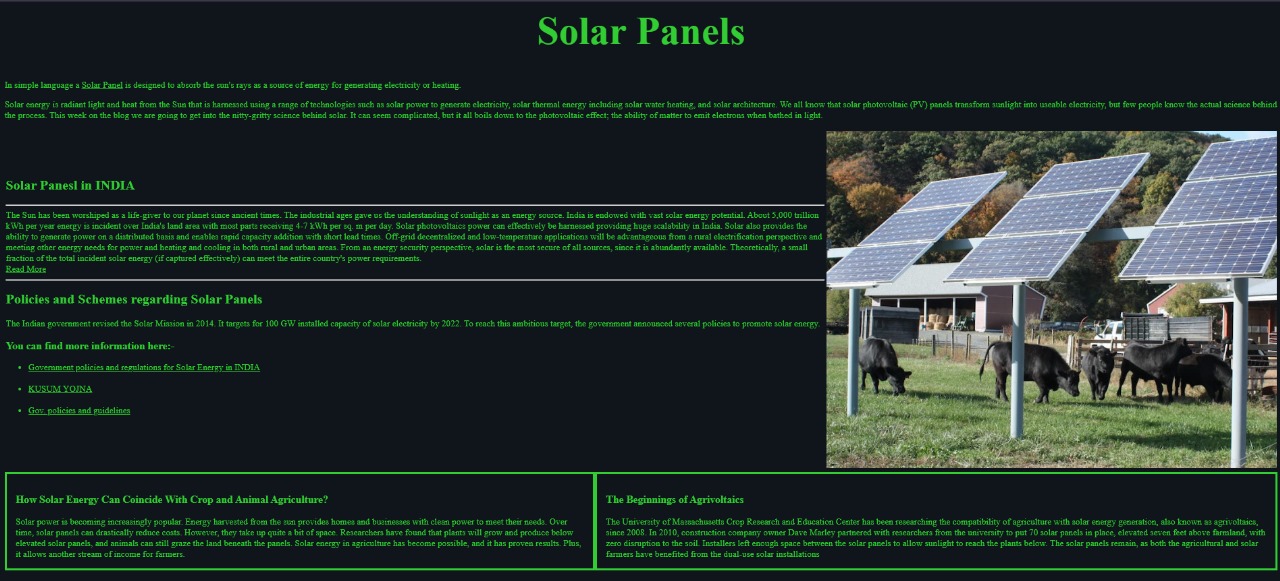 Solar Panels
In simple language a Solar Panel is designed to absorb the sun's rays as a source of energy for generating electricity or heating.
Solar energy is radiant light and heat from the Sun that is harnessed using a range of technologies such as solar power to generate electricity, solar thermal energy including solar water heating, and solar architecture. We all know that solar photovoltaic (PV) panels transform sunlight into useable electricity, but few people know the actual science behind
the process. This week on the blog we are going to get into the nitty-gritty science behind solar. It can seem complicated, but it all boils down to the photovoltaic effect; the ability of matter to emit electrons when bathed in light.
Solar Panesl in INDIA
The Sun has been worshiped as a life-giver to our planet since ancient times. The industrial ages gave us the understanding of sunlight as an energy source. India is endowed with vast solar energy potential. About 5,000 trillion
kWh per year energy is incident over India's land area with most parts receiving 4-7 kWh per sq. m per day. Solar photovoltaics power can effectively be harnessed providing huge scalability in India. Solar also provides the
ability to generate power on a distributed basis and enables rapid capacity addition with short lead times. Off-grid decentralized and low-temperature applications will be advantageous from a rural electrification perspective and
meeting other energy needs for power and heating and cooling in both rural and urban areas. From an energy security perspective, solar is the most secure of all sources, since it is abundantly available. Theoretically, a small
fraction of the total incident solar energy (if captured effectively) can meet the entire country's power requirements.
Read More
Policies and Schemes regarding Solar Panels
The Indian government revised the Solar Mission in 2014. It targets for 100 GW installed capacity of solar electricity by 2022. To reach this ambitious target, the government announced several policies to promote solar energy.
You can find more information here:-
• Government policies and regulations for Solar Energy in INDIA
• KUSUM YOJNA
• Gov. policies and guidelines
How Solar Energy Can Coincide With Crop and Animal Agriculture?
Solar power is becoming increasingly popular. Energy harvested from the sun provides homes and businesses with clean power to meet their needs. Over
time, solar panels can drastically reduce costs. However, they take up quite a bit of space. Researchers have found that plants will grow and produce below
elevated solar panels, and animals can still graze the land beneath the panels. Solar energy in agriculture has become possible, and it has proven results. Plus,
it allows another stream of income for farmers.
The Beginnings of Agrivoltaics
The University of Massachusetts Crop Research and Education Center has been researching the compatibility of agriculture with solar energy generation, also known as agrivoltaics,
since 2008. In 2010, construction company owner Dave Marley partnered with researchers from the university to put 70 solar panels in place, elevated seven feet above farmland, with
zero disruption to the soil. Installers left enough space between the solar panels to allow sunlight to reach the plants below. The solar panels remain, as both the agricultural and solar
farmers have benefited from the dual-use solar installations